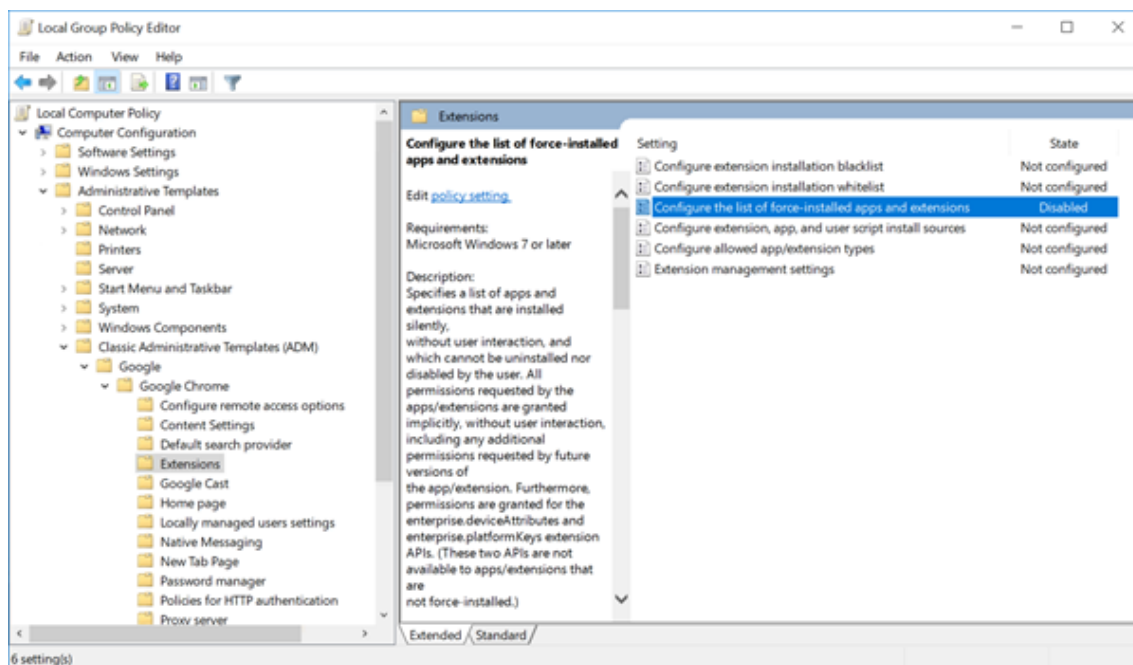 Local Group Policy Editor
File Action View Help
Local Computer Policy
Computer Configuration
Software Settings
Windows Settings
Administrative Templates
Control Panel
Network
Printers
Server
Start Menu and Taskbar
System
Windows Components
Classic Administrative Templates (ADM)
Google
Google Chrome
Configure remote access options
Content Settings
Default search provider
Extensions
Google Cast
Home page
Locally managed users settings
Native Messaging
New Tab Page
Password manager
Policies for HTTP authentication
Proxy server
Extensions
Configure the list of force-installed
apps and extensions
Edit policy setting.
Requirements:
Microsoft Windows 7 or later
Description:
Specifies a list of apps and
extensions that are installed
silently,
without user interaction, and
which cannot be uninstalled nor
disabled by the user. All
permissions requested by the
apps/extensions are granted
implicitly, without user interaction,
including any additional
permissions requested by future
versions of
the app/extension. Furthermore,
permissions are granted for the
enterprise.deviceAttributes and
enterprise.platformKeys extension
APIs. (These two APIs are not
available to apps/extensions that
are
not force-installed.)
Setting State
Configure extension installation blacklist Not configured
Configure extension installation whitelist Not configured
Configure the list of force-installed apps and extensions Disabled
Configure extension, app, and user script install sources Not configured
Configure allowed app/extension types Not configured
Extension management settings Not configured
Extended Standard
6 setting(s)